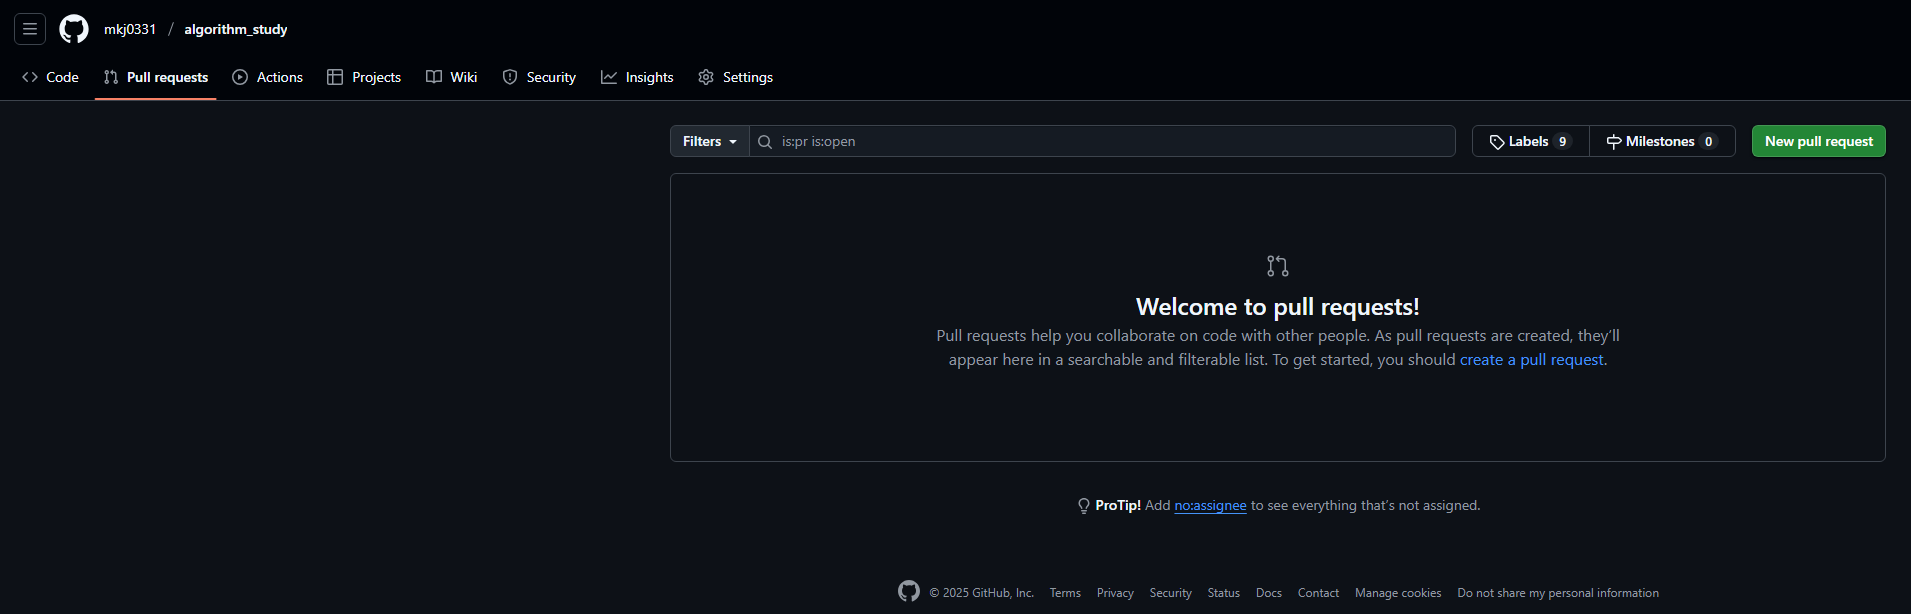 mkj0331 / algorithm_study
Code Pull requests Actions Projects Wiki Security Insights Settings
Filters is:pr is:open Labels 9 Milestones 0 New pull request
Welcome to pull requests!
Pull requests help you collaborate on code with other people. As pull requests are created, they’ll
appear here in a searchable and filterable list. To get started, you should create a pull request.
ProTip! Add no:assignee to see everything that’s not assigned.
© 2025 GitHub, Inc. Terms Privacy Security Status Docs Contact Manage cookies Do not share my personal information